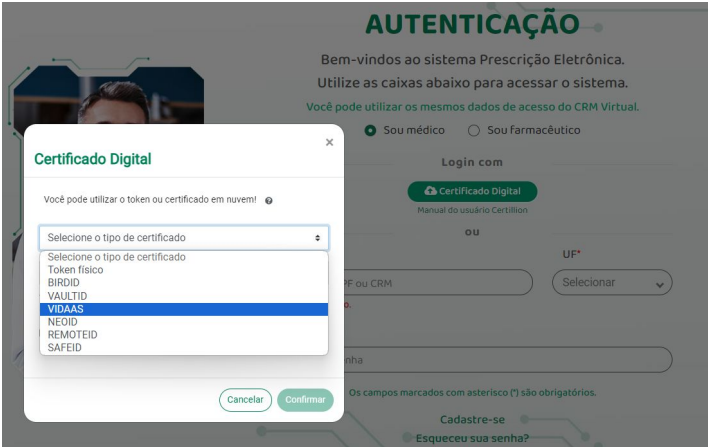 AUTENTICAÇÃO
Bem-vindos ao sistema Prescrição Eletrônica.
Utilize as caixas abaixo para acessar o sistema.
Você pode utilizar os mesmos dados de acesso do CRM Virtual.
Sou médico Sou farmacêutico
Login com
Certificado Digital
Manual do usuário Certillion
ou
UF*
PF ou CRM
Selecionar
o.
nha
Os campos marcados com asterisco (*) são obrigatórios.
Cadastre-se
Esqueceu sua senha?
×
Certificado Digital
Você pode utilizar o token ou certificado em nuvem! ?
Selecione o tipo de certificado
Selecione o tipo de certificado
Token físico
BIRDID
VAULTID
VIDAAS
NEOID
REMOTEID
SAFEID
Cancelar Confirmar